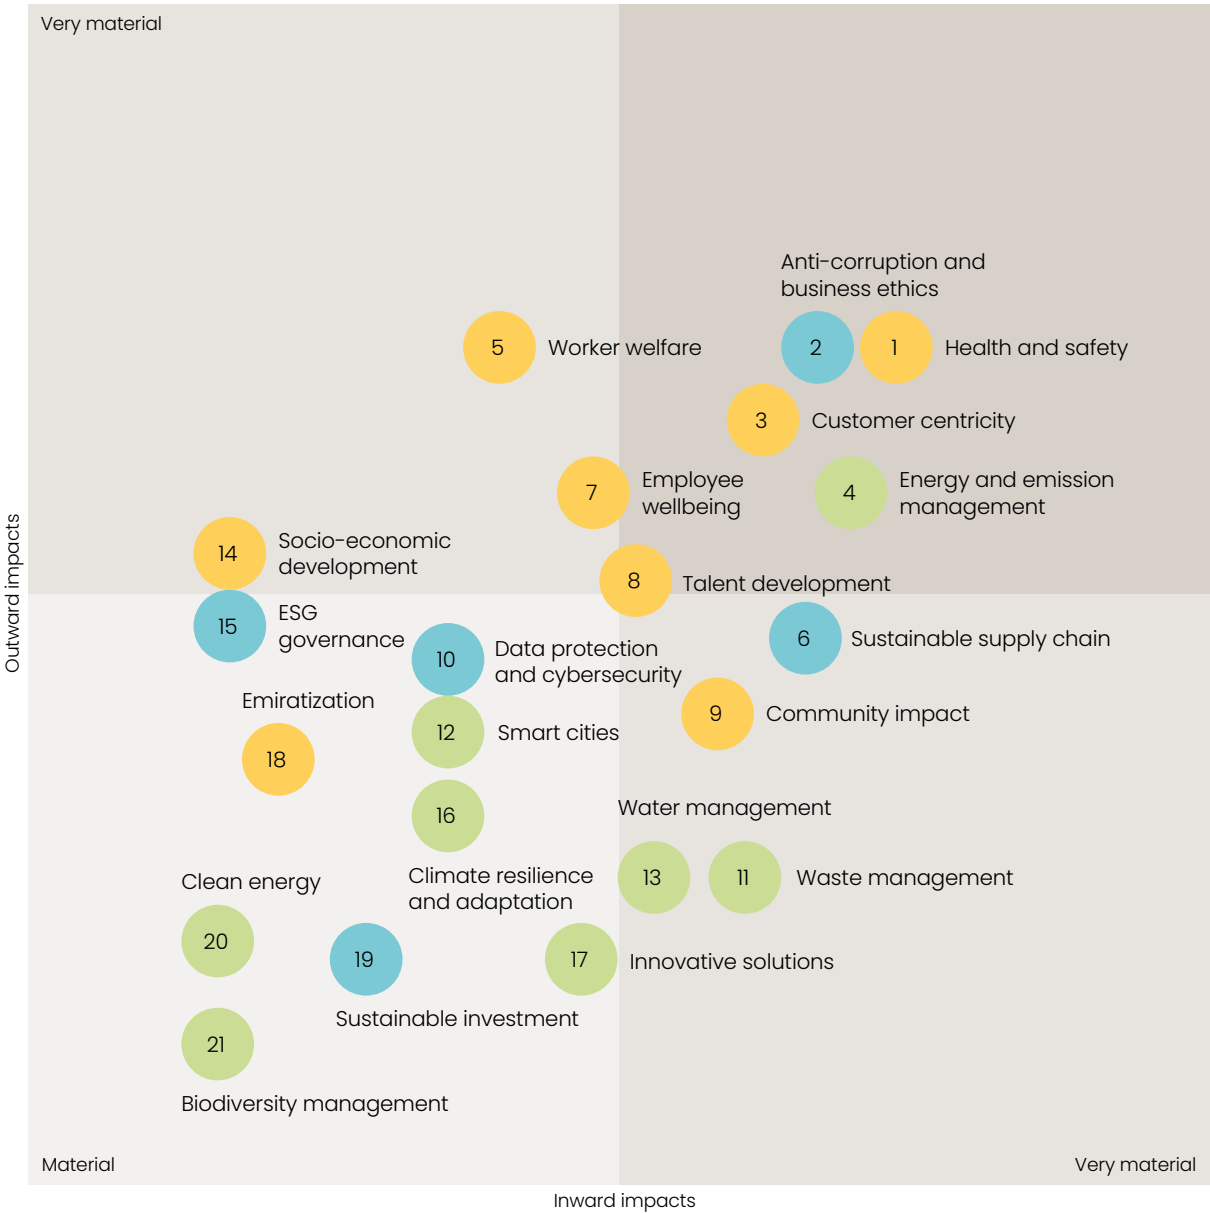 Very material
Anti-corruption and
business ethics
5
Worker welfare
2
1
Health and safety
3
Customer centricity
7
Employee
wellbeing
4
Energy and emission
management
14
Socio-economic
development
8
Talent development
15
ESG
governance
6
Sustainable supply chain
10
Data protection
and cybersecurity
Emiratization
9
Community impact
12
Smart cities
18
16
Water management
Climate resilience
and adaptation
13
11
Waste management
Clean energy
20
19
17
Innovative solutions
Sustainable investment
21
Biodiversity management
Material
Very material
Outward impacts
Inward impacts